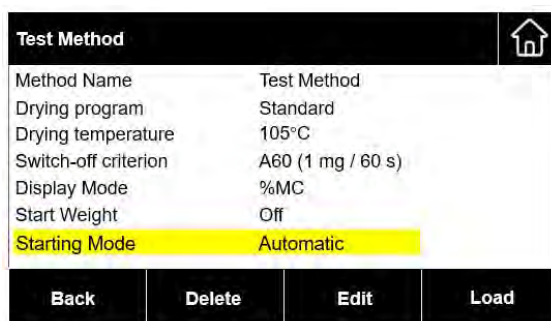 Test Method
Method Name Test Method
Drying program Standard
Drying temperature 105°C
Switch-off criterion A60 (1 mg / 60 s)
Display Mode %MC
Start Weight Off
Starting Mode Automatic
Back Delete Edit Load